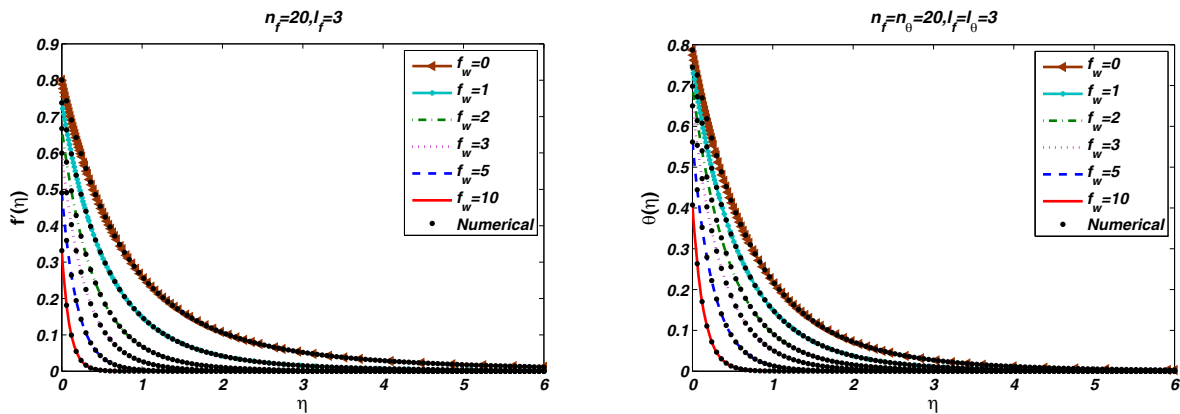 n_f=20,l_f=3
0.9
0.8
0.7
0.6
0.5
0.4
0.3
0.2
0.1
0
f′(η)
0 1 2 3 4 5 6
η
f_w=0
f_w=1
f_w=2
f_w=3
f_w=5
f_w=10
Numerical
n_f=n_θ=20,l_f=l_θ=3
0.8
0.7
0.6
0.5
0.4
0.3
0.2
0.1
0
θ(η)
0 1 2 3 4 5 6
η
f_w=0
f_w=1
f_w=2
f_w=3
f_w=5
f_w=10
Numerical